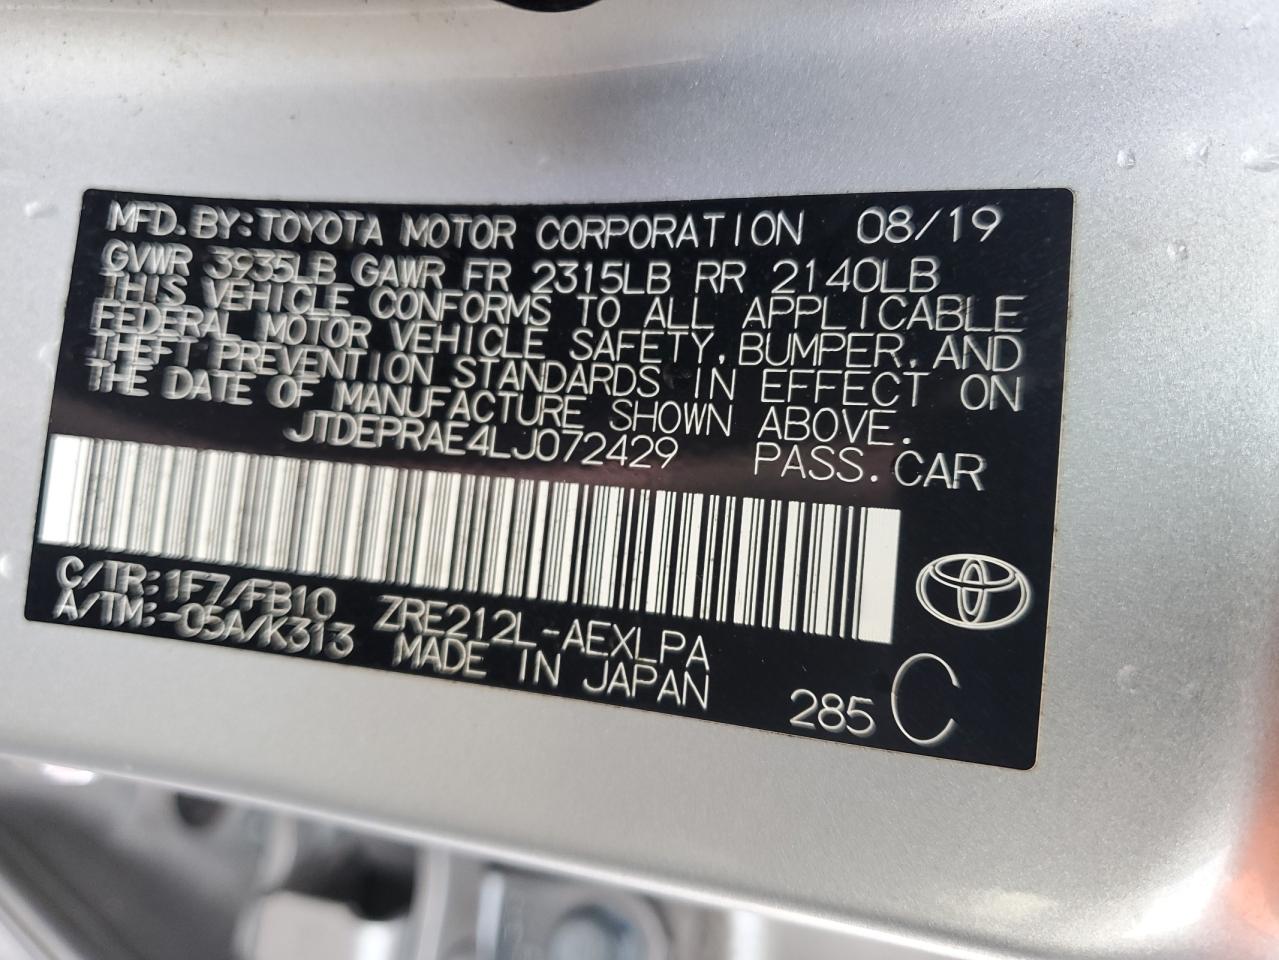 MFD. BY: TOYOTA MOTOR CORPORATION 08/19
GVWR 3935LB GAWR FR 2315LB RR 2140LB
THIS VEHICLE CONFORMS TO ALL APPLICABLE
FEDERAL MOTOR VEHICLE SAFETY, BUMPER, AND
THEFT PREVENTION STANDARDS IN EFFECT ON
THE DATE OF MANUFACTURE SHOWN ABOVE.
JTDEPRAE4LJ072429 PASS. CAR
C/TR: 1F7/FB10 ZRE212L-AEXLPA
A/TM: -05A/K313 MADE IN JAPAN 285 C